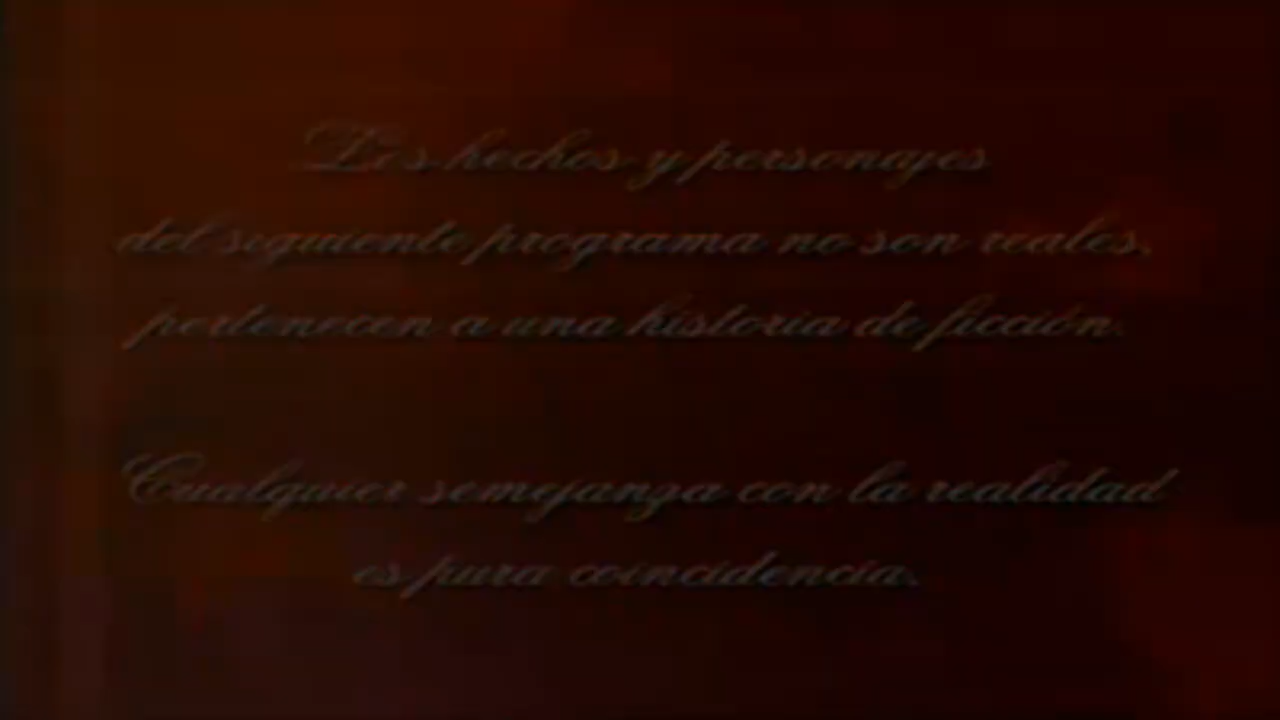 Los hechos y personajes
del siguiente programa no son reales,
pertenecen a una historia de ficción.
Cualquier semejanza con la realidad
es pura coincidencia.